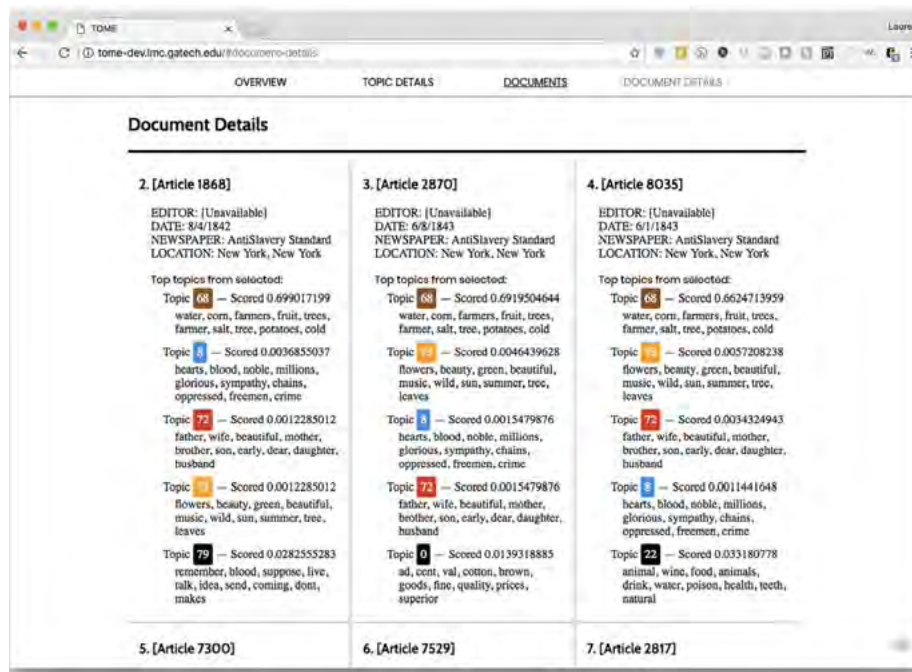 TOME
Laure
tome-dev.lmc.gatech.edu/#documents-details
OVERVIEW TOPIC DETAILS DOCUMENTS DOCUMENT DETAILS
Document Details
2. [Article 1868]
EDITOR: [Unavailable]
DATE: 8/4/1842
NEWSPAPER: AntiSlavery Standard
LOCATION: New York, New York
Top topics from selected:
Topic 68 — Scored 0.699017199
water, corn, farmers, fruit, trees,
farmer, salt, tree, potatoes, cold
Topic 8 — Scored 0.0036855037
hearts, blood, noble, millions,
glorious, sympathy, chains,
oppressed, freemen, crime
Topic 72 — Scored 0.0012285012
father, wife, beautiful, mother,
brother, son, early, dear, daughter,
husband
Topic — Scored 0.0012285012
flowers, beauty, green, beautiful,
music, wild, sun, summer, tree,
leaves
Topic 79 — Scored 0.0282555283
remember, blood, suppose, live,
talk, idea, send, coming, dont,
makes
3. [Article 2870]
EDITOR: [Unavailable]
DATE: 6/8/1843
NEWSPAPER: AntiSlavery Standard
LOCATION: New York, New York
Top topics from selected:
Topic 68 — Scored 0.6919504644
water, corn, farmers, fruit, trees,
farmer, salt, tree, potatoes, cold
Topic — Scored 0.0046439628
flowers, beauty, green, beautiful,
music, wild, sun, summer, tree,
leaves
Topic 8 — Scored 0.0015479876
hearts, blood, noble, millions,
glorious, sympathy, chains,
oppressed, freemen, crime
Topic 72 — Scored 0.0015479876
father, wife, beautiful, mother,
brother, son, early, dear, daughter,
husband
Topic 0 — Scored 0.0139318885
ad, cent, val, cotton, brown,
goods, fine, quality, prices,
superior
4. [Article 8035]
EDITOR: [Unavailable]
DATE: 6/1/1843
NEWSPAPER: AntiSlavery Standard
LOCATION: New York, New York
Top topics from selected:
Topic 68 — Scored 0.6624713959
water, corn, farmers, fruit, trees,
farmer, salt, tree, potatoes, cold
Topic — Scored 0.0057208238
flowers, beauty, green, beautiful,
music, wild, sun, summer, tree,
leaves
Topic 72 — Scored 0.0034324943
father, wife, beautiful, mother,
brother, son, early, dear, daughter,
husband
Topic 8 — Scored 0.0011441648
hearts, blood, noble, millions,
glorious, sympathy, chains,
oppressed, freemen, crime
Topic 22 — Scored 0.033180778
animal, wine, food, animals,
drink, water, poison, health, teeth,
natural
5. [Article 7300]
6. [Article 7529]
7. [Article 2817]